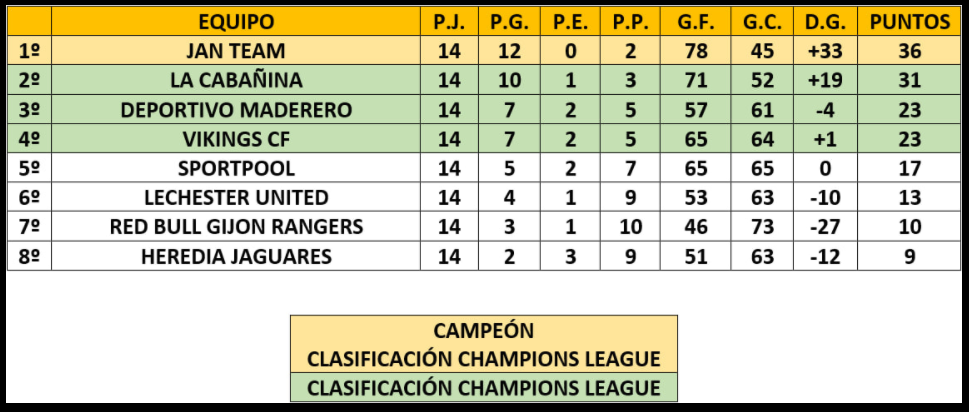 EQUIPO P.J. P.G. P.E. P.P. G.F. G.C. D.G. PUNTOS
1º JAN TEAM 14 12 0 2 78 45 +33 36
2º LA CABAÑINA 14 10 1 3 71 52 +19 31
3º DEPORTIVO MADERERO 14 7 2 5 57 61 -4 23
4º VIKINGS CF 14 7 2 5 65 64 +1 23
5º SPORTPOOL 14 5 2 7 65 65 0 17
6º LECHESTER UNITED 14 4 1 9 53 63 -10 13
7º RED BULL GIJON RANGERS 14 3 1 10 46 73 -27 10
8º HEREDIA JAGUARES 14 2 3 9 51 63 -12 9
CAMPEÓN
CLASIFICACIÓN CHAMPIONS LEAGUE
CLASIFICACIÓN CHAMPIONS LEAGUE